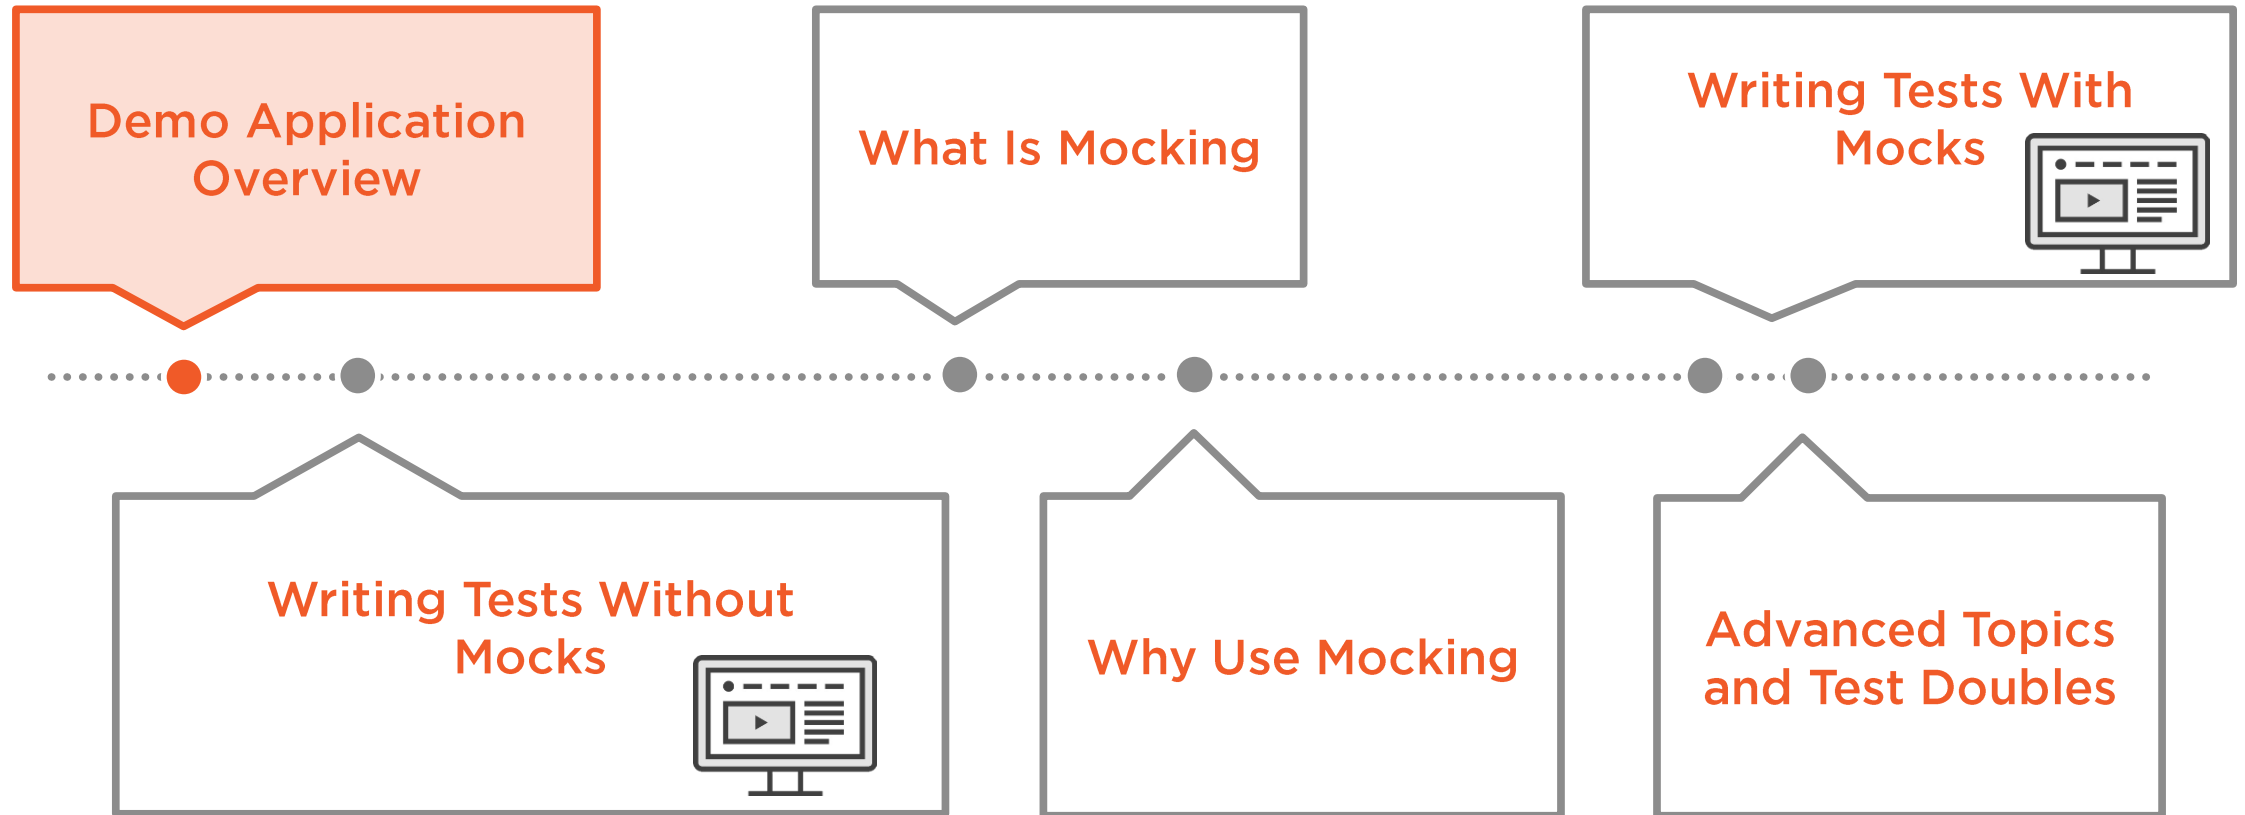 Demo Application
Overview
Writing Tests Without
Mocks
What Is Mocking
Why Use Mocking
Writing Tests With
Mocks
Advanced Topics
and Test Doubles